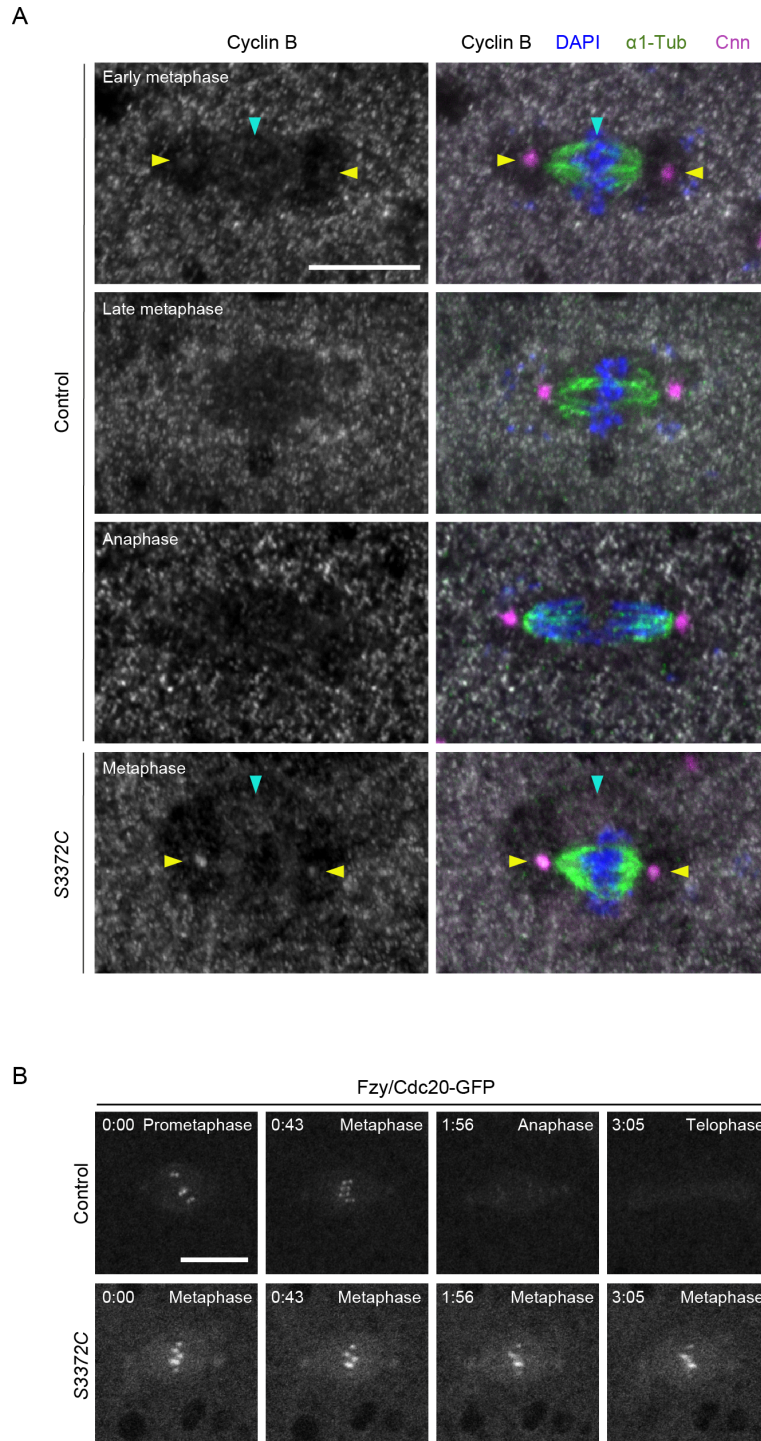 A
Cyclin B
Cyclin B DAPI α1-Tub Cnn
Control
Early metaphase
Late metaphase
Anaphase
S3372C
Metaphase
B
Fzy/Cdc20-GFP
Control
0:00 Prometaphase
0:43 Metaphase
1:56 Anaphase
3:05 Telophase
S3372C
0:00 Metaphase
0:43 Metaphase
1:56 Metaphase
3:05 Metaphase